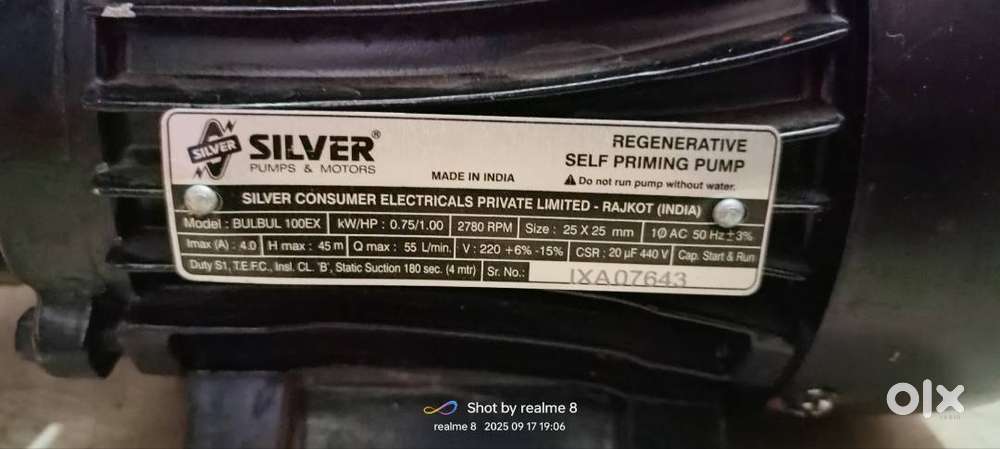 SILVER
SILVER®
PUMPS & MOTORS
MADE IN INDIA
REGENERATIVE
SELF PRIMING PUMP
⚠ Do not run pump without water.
SILVER CONSUMER ELECTRICALS PRIVATE LIMITED - RAJKOT (INDIA)
Model : BULBUL 100EX kW/HP : 0.75/1.00 2780 RPM Size : 25 X 25 mm 1Ø AC 50 Hz ± 3%
Imax (A) : 4.0 H max : 45 m Q max : 55 L/min. V : 220 +6% -15% CSR : 20 µF 440 V Cap. Start & Run
Duty S1, T.E.F.C., Insl. CL. 'B', Static Suction 180 sec. (4 mtr) Sr. No.: IXA07643
olx
Shot by realme 8
realme 8 2025 09 17 19:06